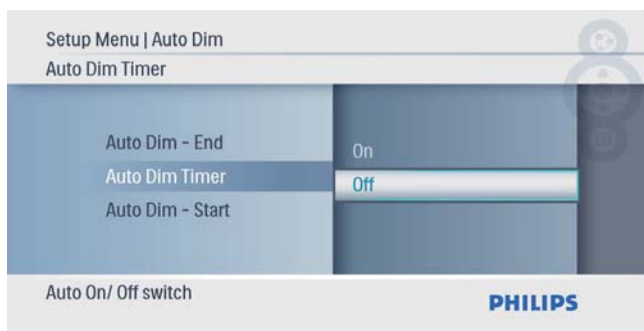 Setup Menu | Auto Dim
Auto Dim Timer
Auto Dim - End
Auto Dim Timer
Auto Dim - Start
On
Off
Auto On/ Off switch
PHILIPS